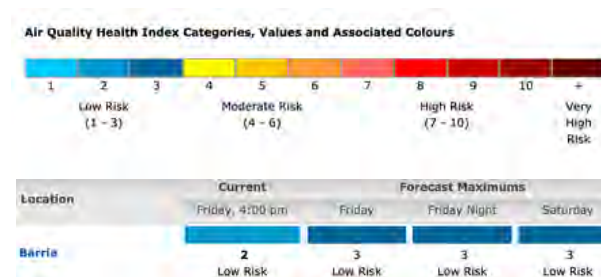 Air Quality Health Index Categories, Values and Associated Colours
1 2 3 4 5 6 7 8 9 10 +
Low Risk Moderate Risk High Risk Very
(1 - 3) (4 - 6) (7 - 10) High
Risk
Current Forecast Maximums
Location
Friday, 4:00 pm Friday Friday Night Saturday
Barria 2 3 3 3
Low Risk Low Risk Low Risk Low Risk